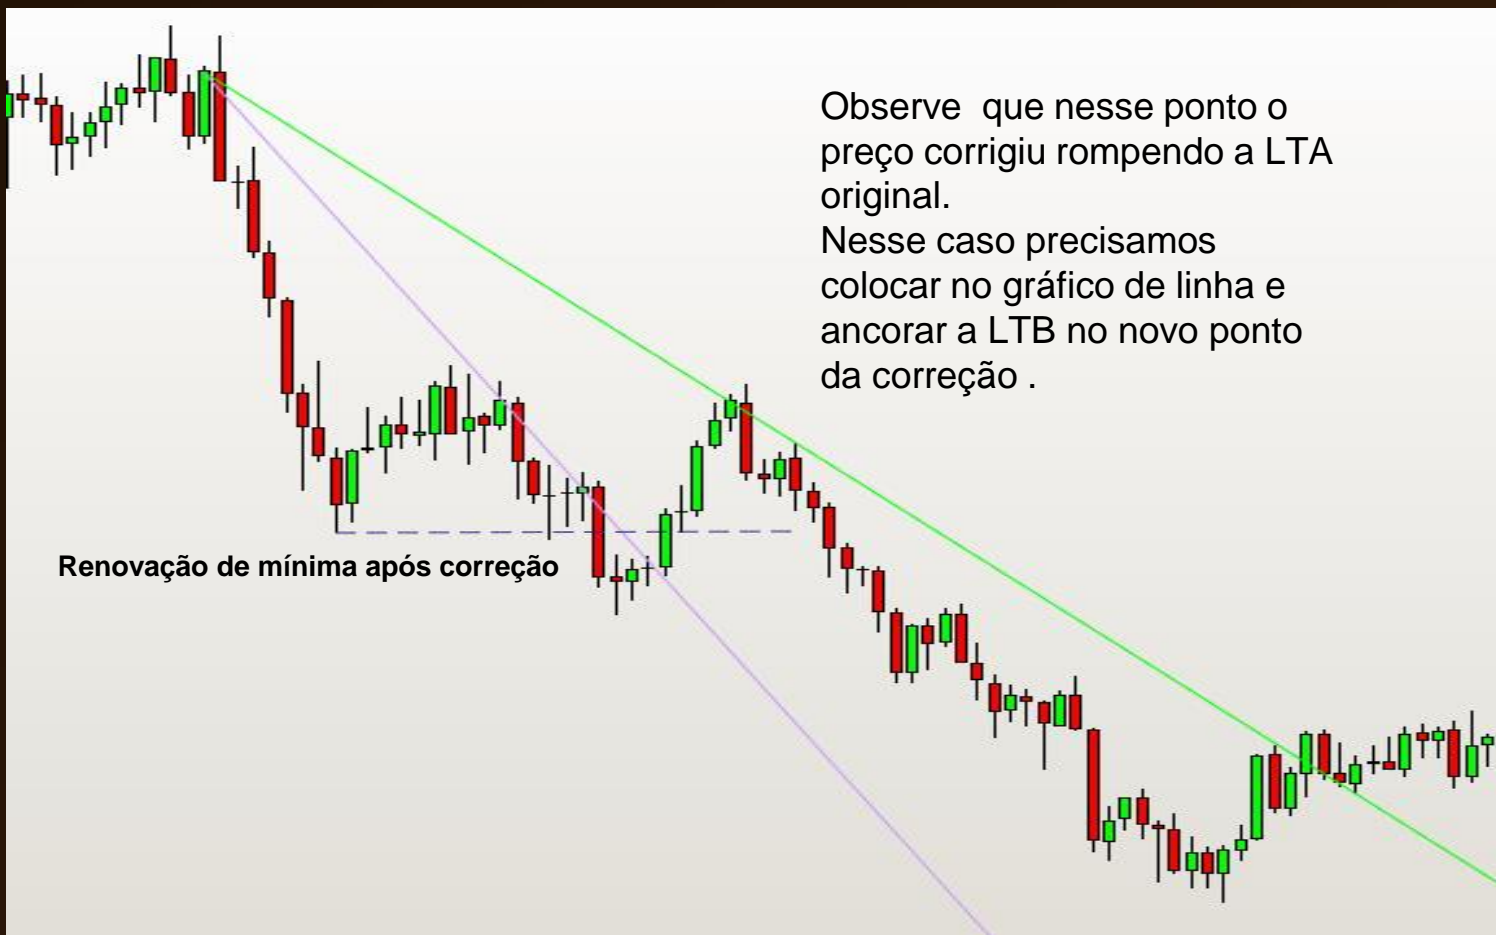 Observe  que nesse ponto o
preço corrigiu rompendo a LTA
original.
Nesse caso precisamos
colocar no gráfico de linha e
ancorar a LTB no novo ponto
da correção .
Renovação de mínima após correção